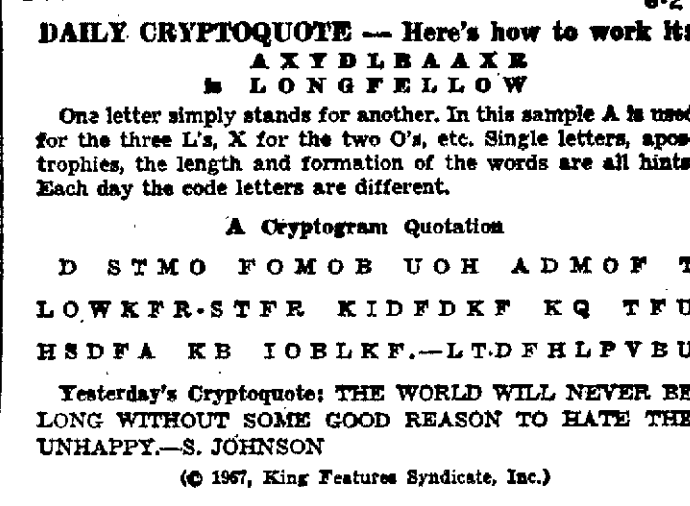 DAILY CRYPTOQUOTE — Here's how to work it:
A X Y D L B A A X R
is L O N G F E L L O W
One letter simply stands for another. In this sample A is used
for the three L's, X for the two O's, etc. Single letters, apos-
trophies, the length and formation of the words are all hints
Each day the code letters are different.
A Cryptogram Quotation
D STMO FOMOB UOH ADMOF T
LOWKFR-STFR KIDFDKF KQ TFU
HSDFA KB IOBLKF.—LT.DFHLPVBU
Yesterday's Cryptoquote: THE WORLD WILL NEVER BE
LONG WITHOUT SOME GOOD REASON TO HATE THE
UNHAPPY.—S. JOHNSON
(© 1967, King Features Syndicate, Inc.)